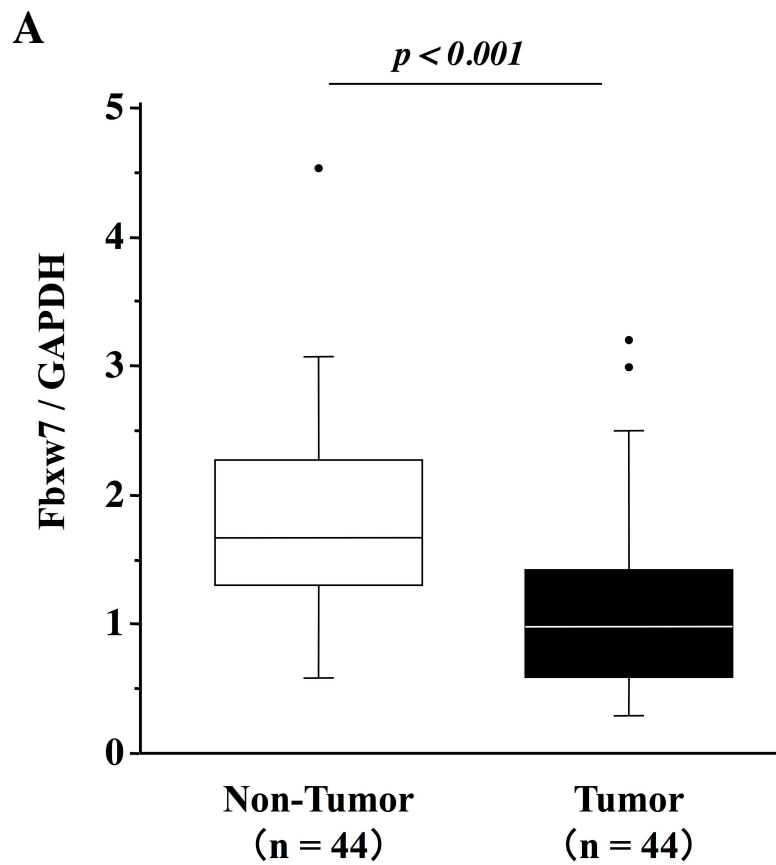 A
p < 0.001
5
4
3
2
1
0
Fbxw7 / GAPDH
Non-Tumor
（n = 44）
Tumor
（n = 44）